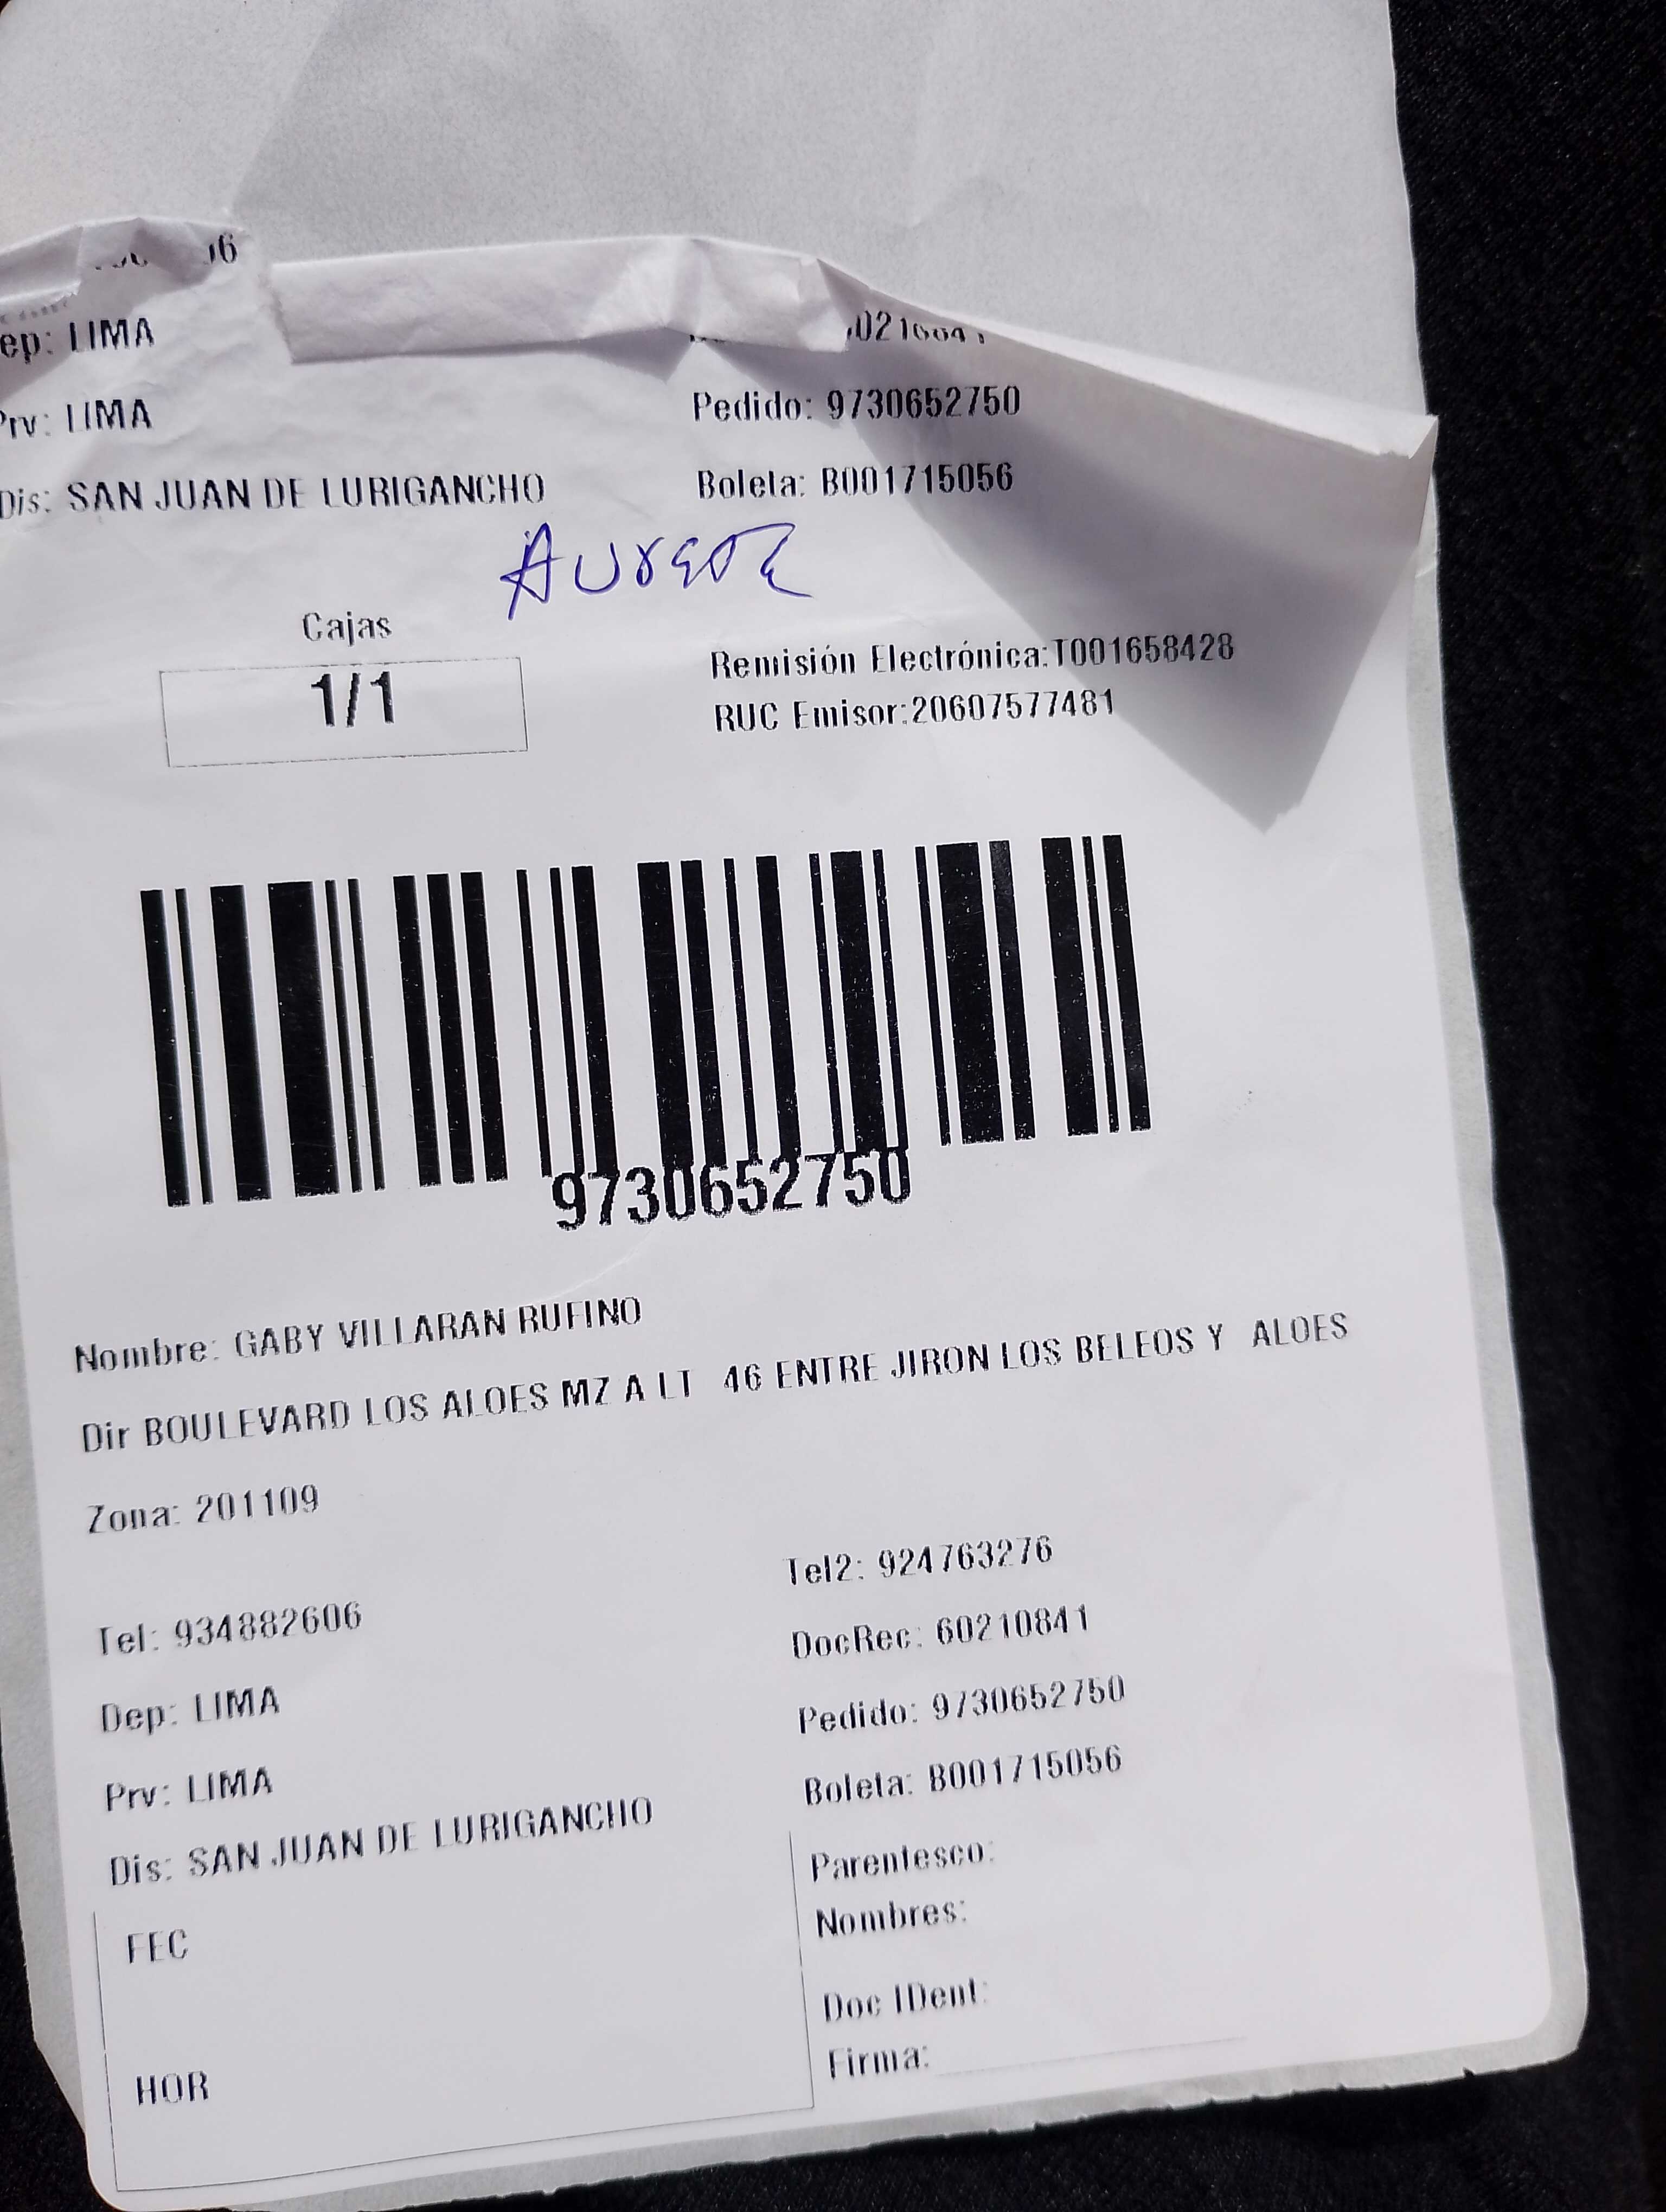 Dep: LIMA
Prv: LIMA
Pedido: 9730652750
Dis: SAN JUAN DE LURIGANCHO
Boleta: B001715056
Cajas
1/1
Remisión Electrónica:T001658428
RUC Emisor:20607577481
9730652750
Nombre: GABY VILLARAN RUFINO
Dir BOULEVARD LOS ALOES MZ A LT 46 ENTRE JIRON LOS BELEOS Y ALOES
Zona: 201109
Tel2: 924763276
Tel: 934882606
DocRec: 60210841
Dep: LIMA
Pedido: 9730652750
Prv: LIMA
Boleta: B001715056
Dis: SAN JUAN DE LURIGANCHO
Parentesco:
Nombres:
FEC
Doc IDent:
Firma:
HOR